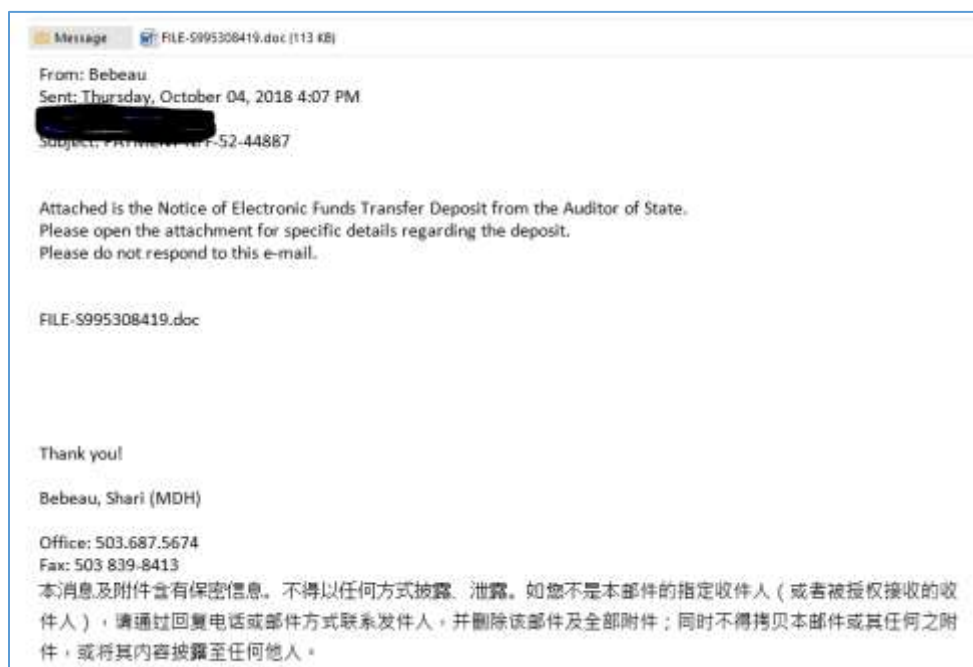 Message FILE-S995308419.doc (113 KB)
From: Bebeau
Sent: Thursday, October 04, 2018 4:07 PM
Subject: PAYMENT -52-44887
Attached is the Notice of Electronic Funds Transfer Deposit from the Auditor of State.
Please open the attachment for specific details regarding the deposit.
Please do not respond to this e-mail.
FILE-S995308419.doc
Thank you!
Bebeau, Shari (MDH)
Office: 503.687.5674
Fax: 503 839-8413
本消息及附件含有保密信息。不得以任何方式披露、泄露。如您不是本邮件的指定收件人（或者被授权接收的收
件人），请通过回复电话或邮件方式联系发件人，并删除该邮件及全部附件；同时不得拷贝本邮件或其任何之附
件，或将其内容披露至任何他人。